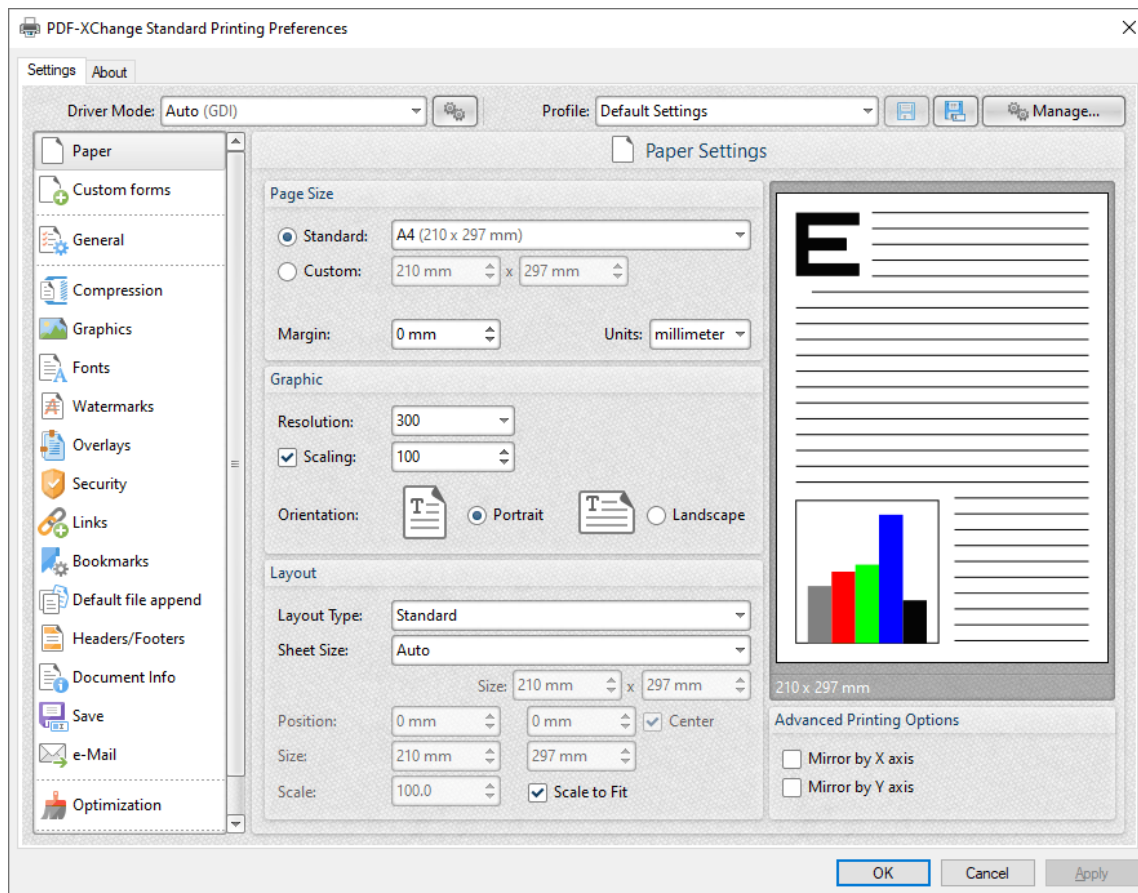 PDF-XChange Standard Printing Preferences
Settings About
Driver Mode: Auto (GDI) Profile: Default Settings Manage...
Paper
Custom forms
General
Compression
Graphics
Fonts
Watermarks
Overlays
Security
Links
Bookmarks
Default file append
Headers/Footers
Document Info
Save
e-Mail
Optimization
Paper Settings
Page Size
Standard: A4 (210 x 297 mm)
Custom: 210 mm x 297 mm
Margin: 0 mm Units: millimeter
Graphic
Resolution: 300
Scaling: 100
Orientation: T Portrait T Landscape
Layout
Layout Type: Standard
Sheet Size: Auto
Size: 210 mm x 297 mm
Position: 0 mm 0 mm Center
Size: 210 mm 297 mm
Scale: 100.0 Scale to Fit
E
210 x 297 mm
Advanced Printing Options
Mirror by X axis
Mirror by Y axis
OK Cancel Apply